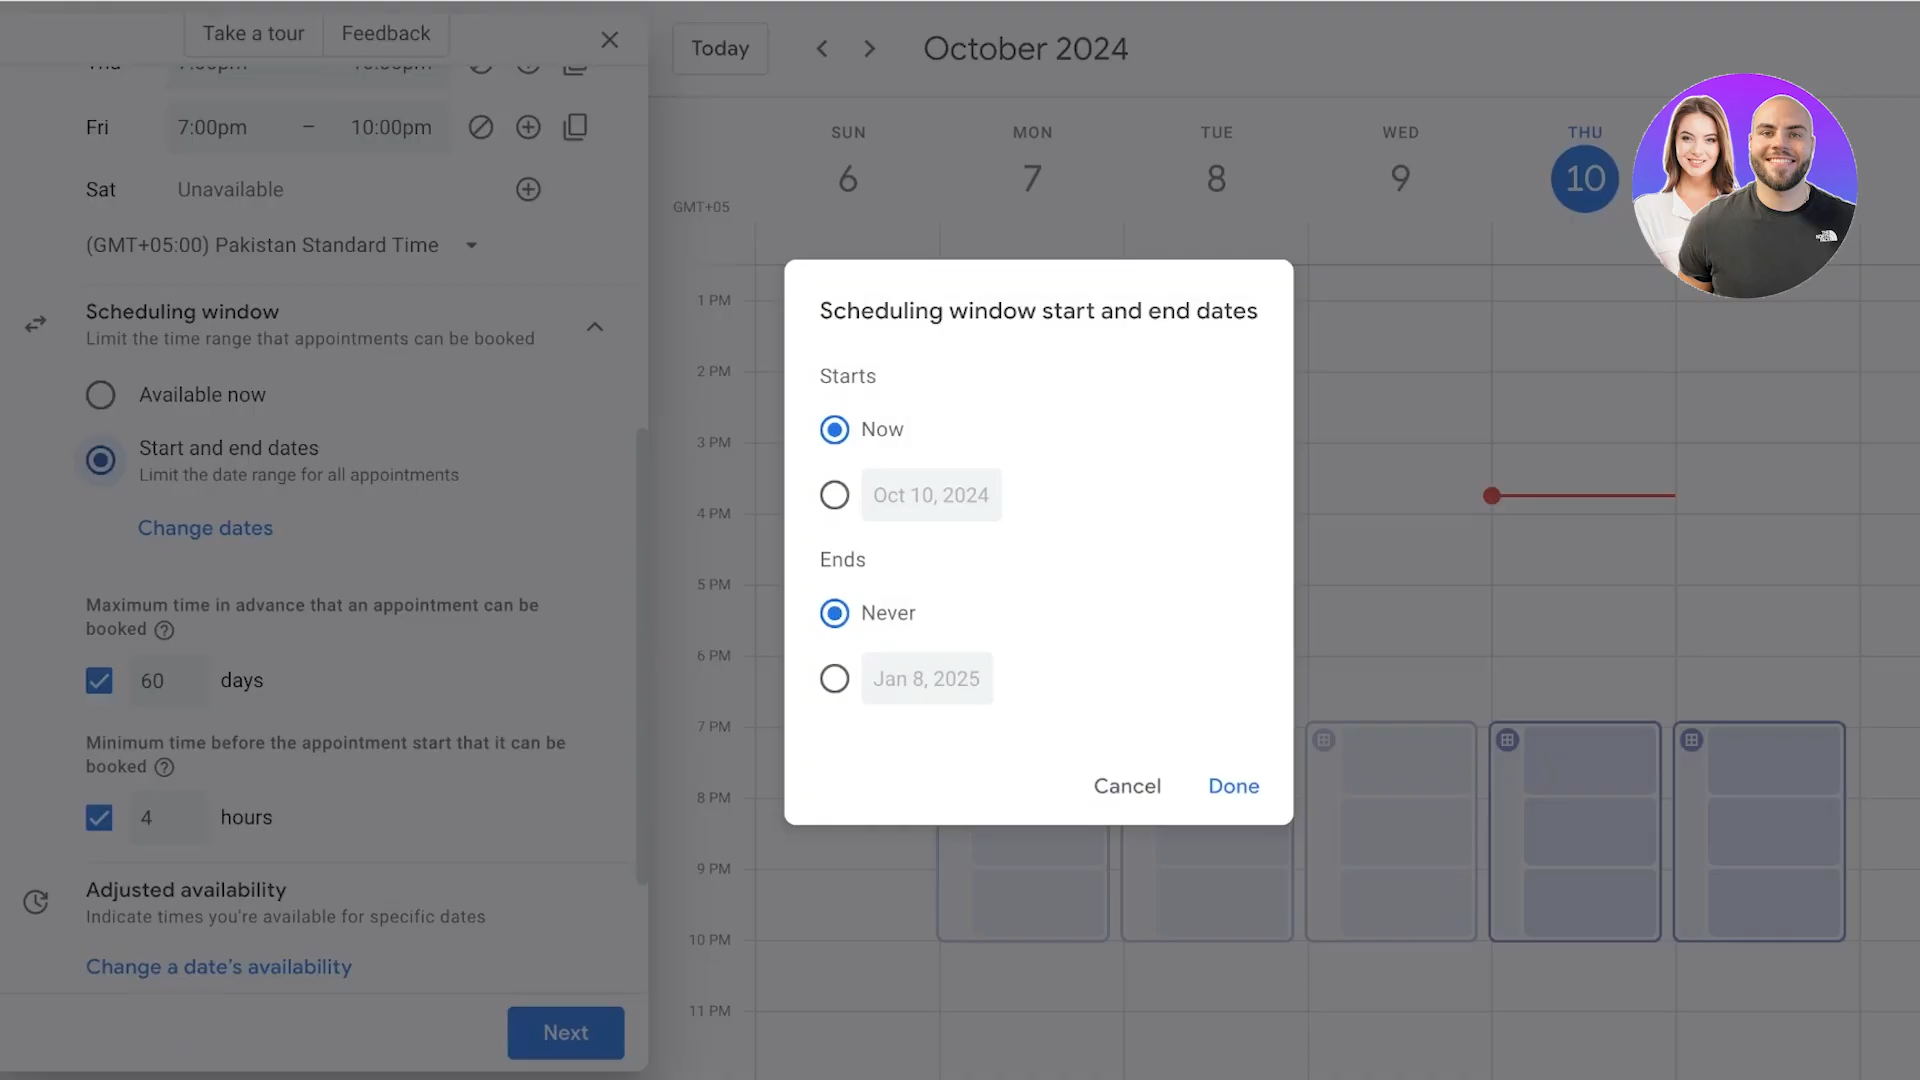 Take a tour
Feedback
Today
October 2024
Fri
7:00pm
–
10:00pm
Sat
Unavailable
(GMT+05:00) Pakistan Standard Time
Scheduling window
Limit the time range that appointments can be booked
Available now
Start and end dates
Limit the date range for all appointments
Change dates
Maximum time in advance that an appointment can be
booked
60
days
Minimum time before the appointment start that it can be
booked
4
hours
Adjusted availability
Indicate times you're available for specific dates
Change a date's availability
Next
SUN
6
MON
7
TUE
8
WED
9
THU
10
GMT+05
1 PM
2 PM
3 PM
4 PM
5 PM
6 PM
7 PM
8 PM
9 PM
10 PM
11 PM
Scheduling window start and end dates
Starts
Now
Oct 10, 2024
Ends
Never
Jan 8, 2025
Cancel
Done